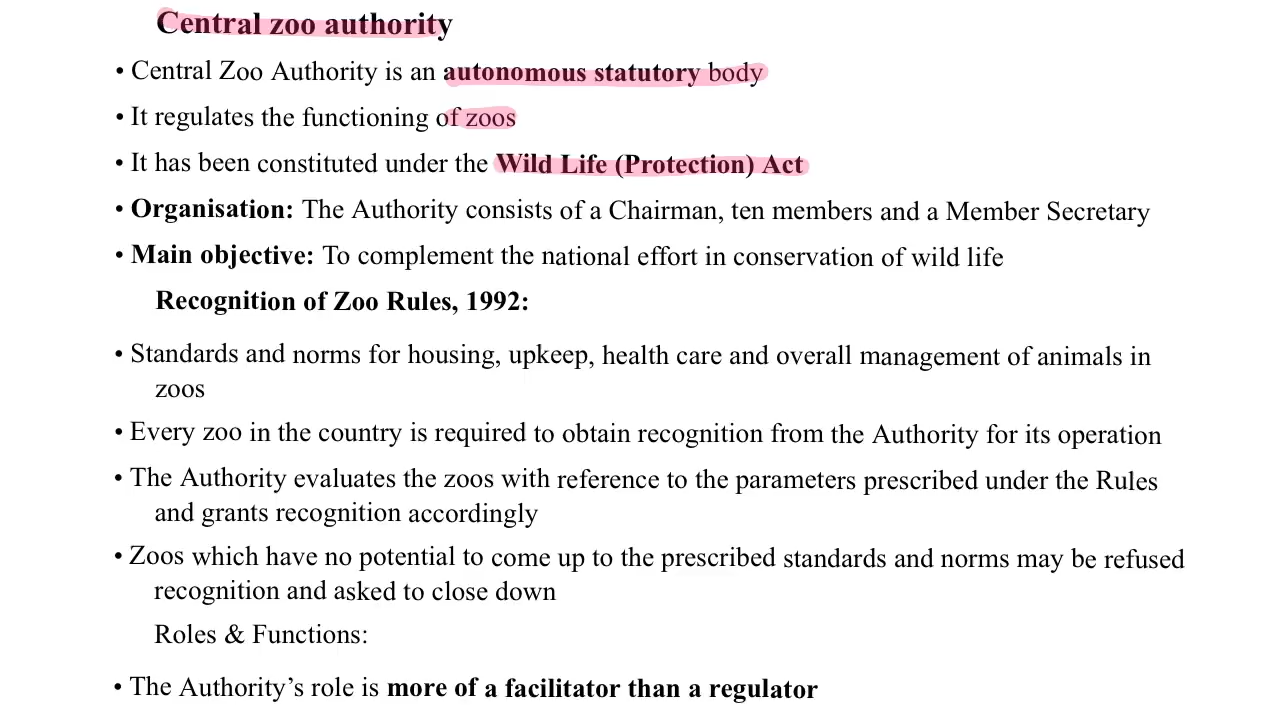 Central zoo authority
• Central Zoo Authority is an autonomous statutory body
• It regulates the functioning of zoos
• It has been constituted under the Wild Life (Protection) Act
• Organisation: The Authority consists of a Chairman, ten members and a Member Secretary
• Main objective: To complement the national effort in conservation of wild life
Recognition of Zoo Rules, 1992:
• Standards and norms for housing, upkeep, health care and overall management of animals in
zoos
• Every zoo in the country is required to obtain recognition from the Authority for its operation
• The Authority evaluates the zoos with reference to the parameters prescribed under the Rules
and grants recognition accordingly
• Zoos which have no potential to come up to the prescribed standards and norms may be refused
recognition and asked to close down
Roles & Functions:
• The Authority’s role is more of a facilitator than a regulator